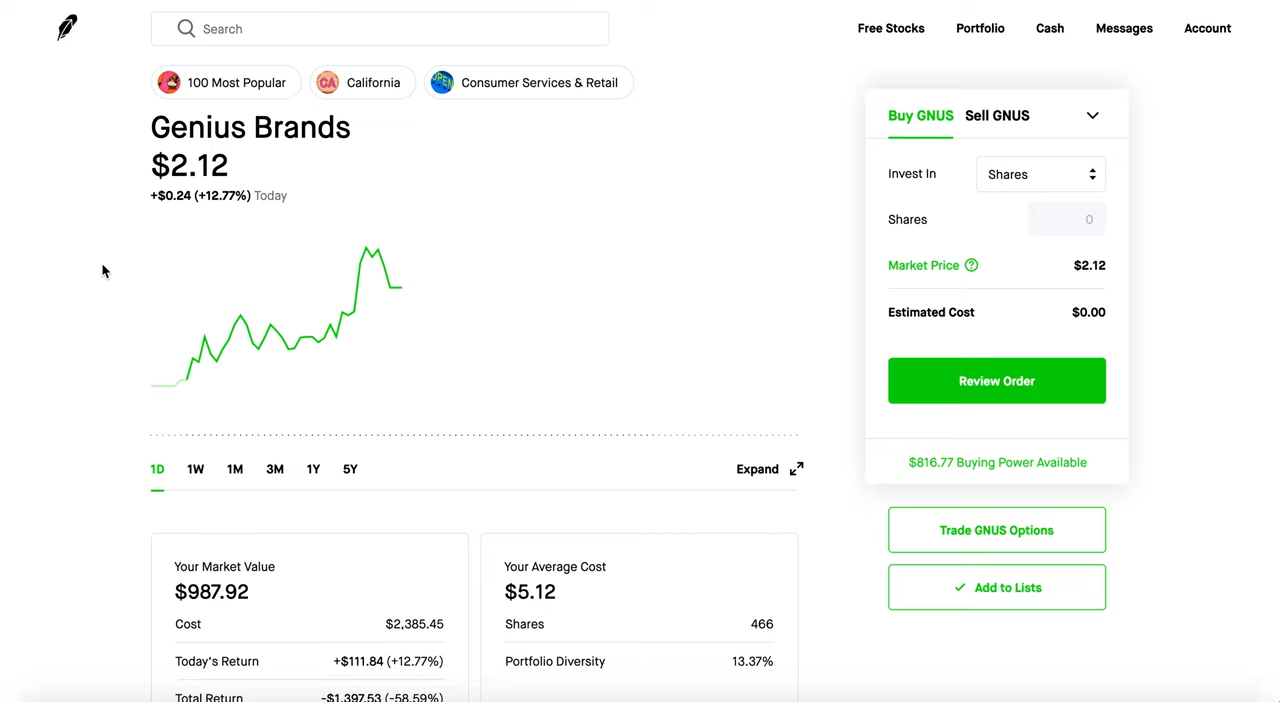 Search
Free Stocks Portfolio Cash Messages Account
100 Most Popular California Consumer Services & Retail
Genius Brands
$2.12
+$0.24 (+12.77%) Today
1D 1W 1M 3M 1Y 5Y Expand
Your Market Value
$987.92
Cost $2,385.45
Today's Return +$111.84 (+12.77%)
Total Return -$1,397.53 (-58.59%)
Your Average Cost
$5.12
Shares 466
Portfolio Diversity 13.37%
Buy GNUS Sell GNUS
Invest In Shares
Shares 0
Market Price $2.12
Estimated Cost $0.00
Review Order
$816.77 Buying Power Available
Trade GNUS Options
Add to Lists